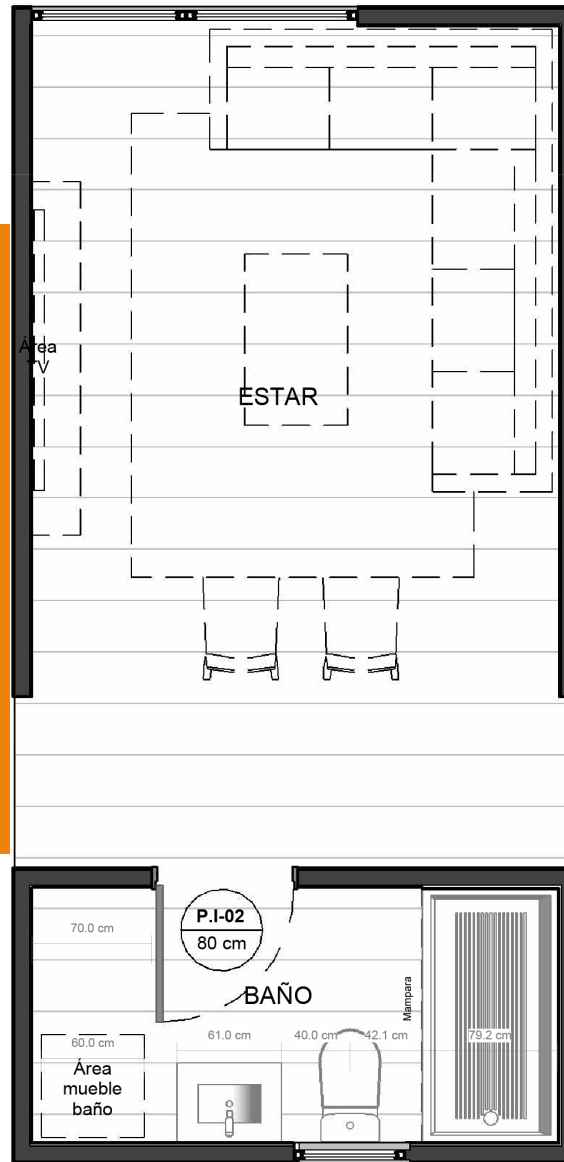 Área
TV
ESTAR
P.I-02
80 cm
70.0 cm
BAÑO
Mampara
60.0 cm
61.0 cm
40.0 cm
42.1 cm
79.2 cm
Área
mueble
baño